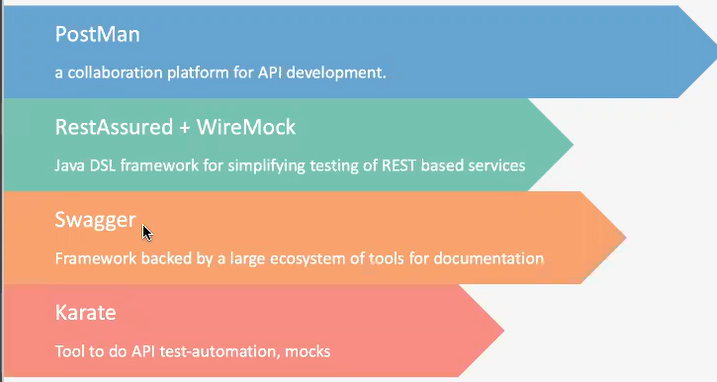 PostMan
a collaboration platform for API development.
RestAssured + WireMock
Java DSL framework for simplifying testing of REST based services
Swagger
Framework backed by a large ecosystem of tools for documentation
Karate
Tool to do API test-automation, mocks